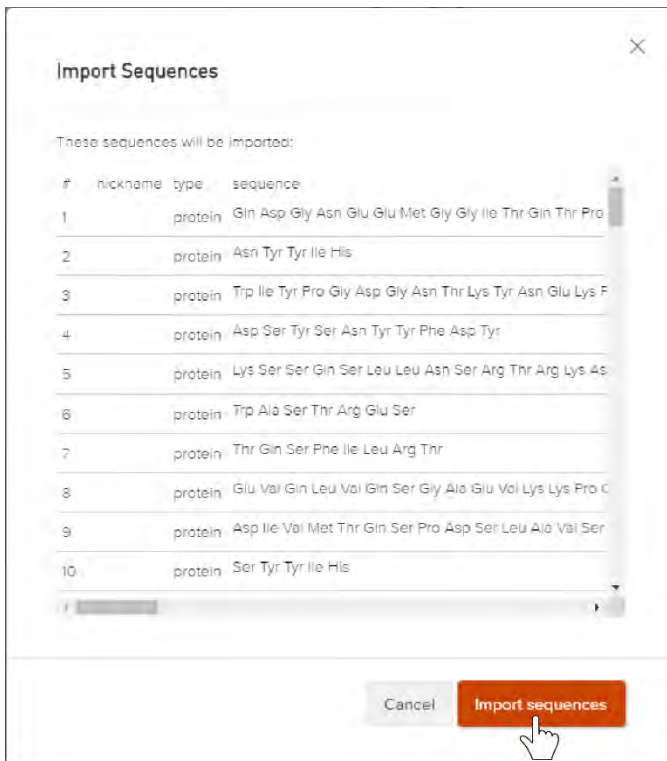 Import Sequences
These sequences will be imported:
# nickname type sequence
1 protein Gln Asp Gly Asn Glu Glu Met Gly Gly Ile Thr Gln Thr Pro
2 protein Asn Tyr Tyr Ile His
3 protein Trp Ile Tyr Pro Gly Asp Gly Asn Thr Lys Tyr Asn Glu Lys F
4 protein Asp Ser Tyr Ser Asn Tyr Tyr Phe Asp Tyr
5 protein Lys Ser Ser Gln Ser Leu Leu Asn Ser Arg Thr Arg Lys As
6 protein Trp Ala Ser Thr Arg Glu Ser
7 protein Thr Gln Ser Phe Ile Leu Arg Thr
8 protein Glu Val Gln Leu Val Gln Ser Gly Ala Glu Val Lys Lys Pro G
9 protein Asp Ile Val Met Thr Gln Ser Pro Asp Ser Leu Ala Val Ser
10 protein Ser Tyr Tyr Ile His
Cancel Import sequences